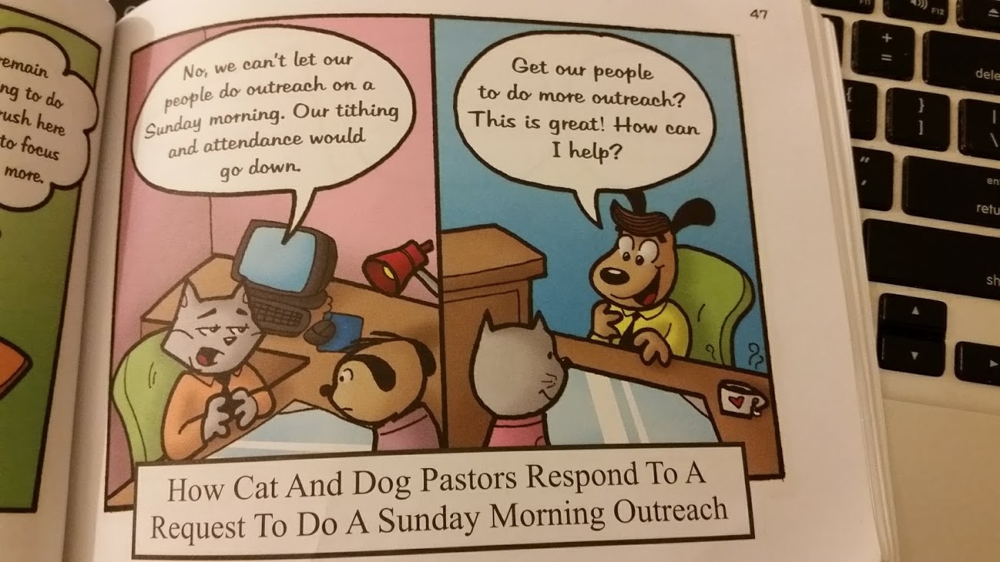 47
remain
ng to do
rush here
to focus
more.
No, we can't let our
people do outreach on a
Sunday morning. Our tithing
and attendance would
go down.
Get our people
to do more outreach?
This is great! How can
I help?
How Cat And Dog Pastors Respond To A
Request To Do A Sunday Morning Outreach
F11
F12
+
=
dele
{
[
}
]
|
\
"
'
en
retu
sh